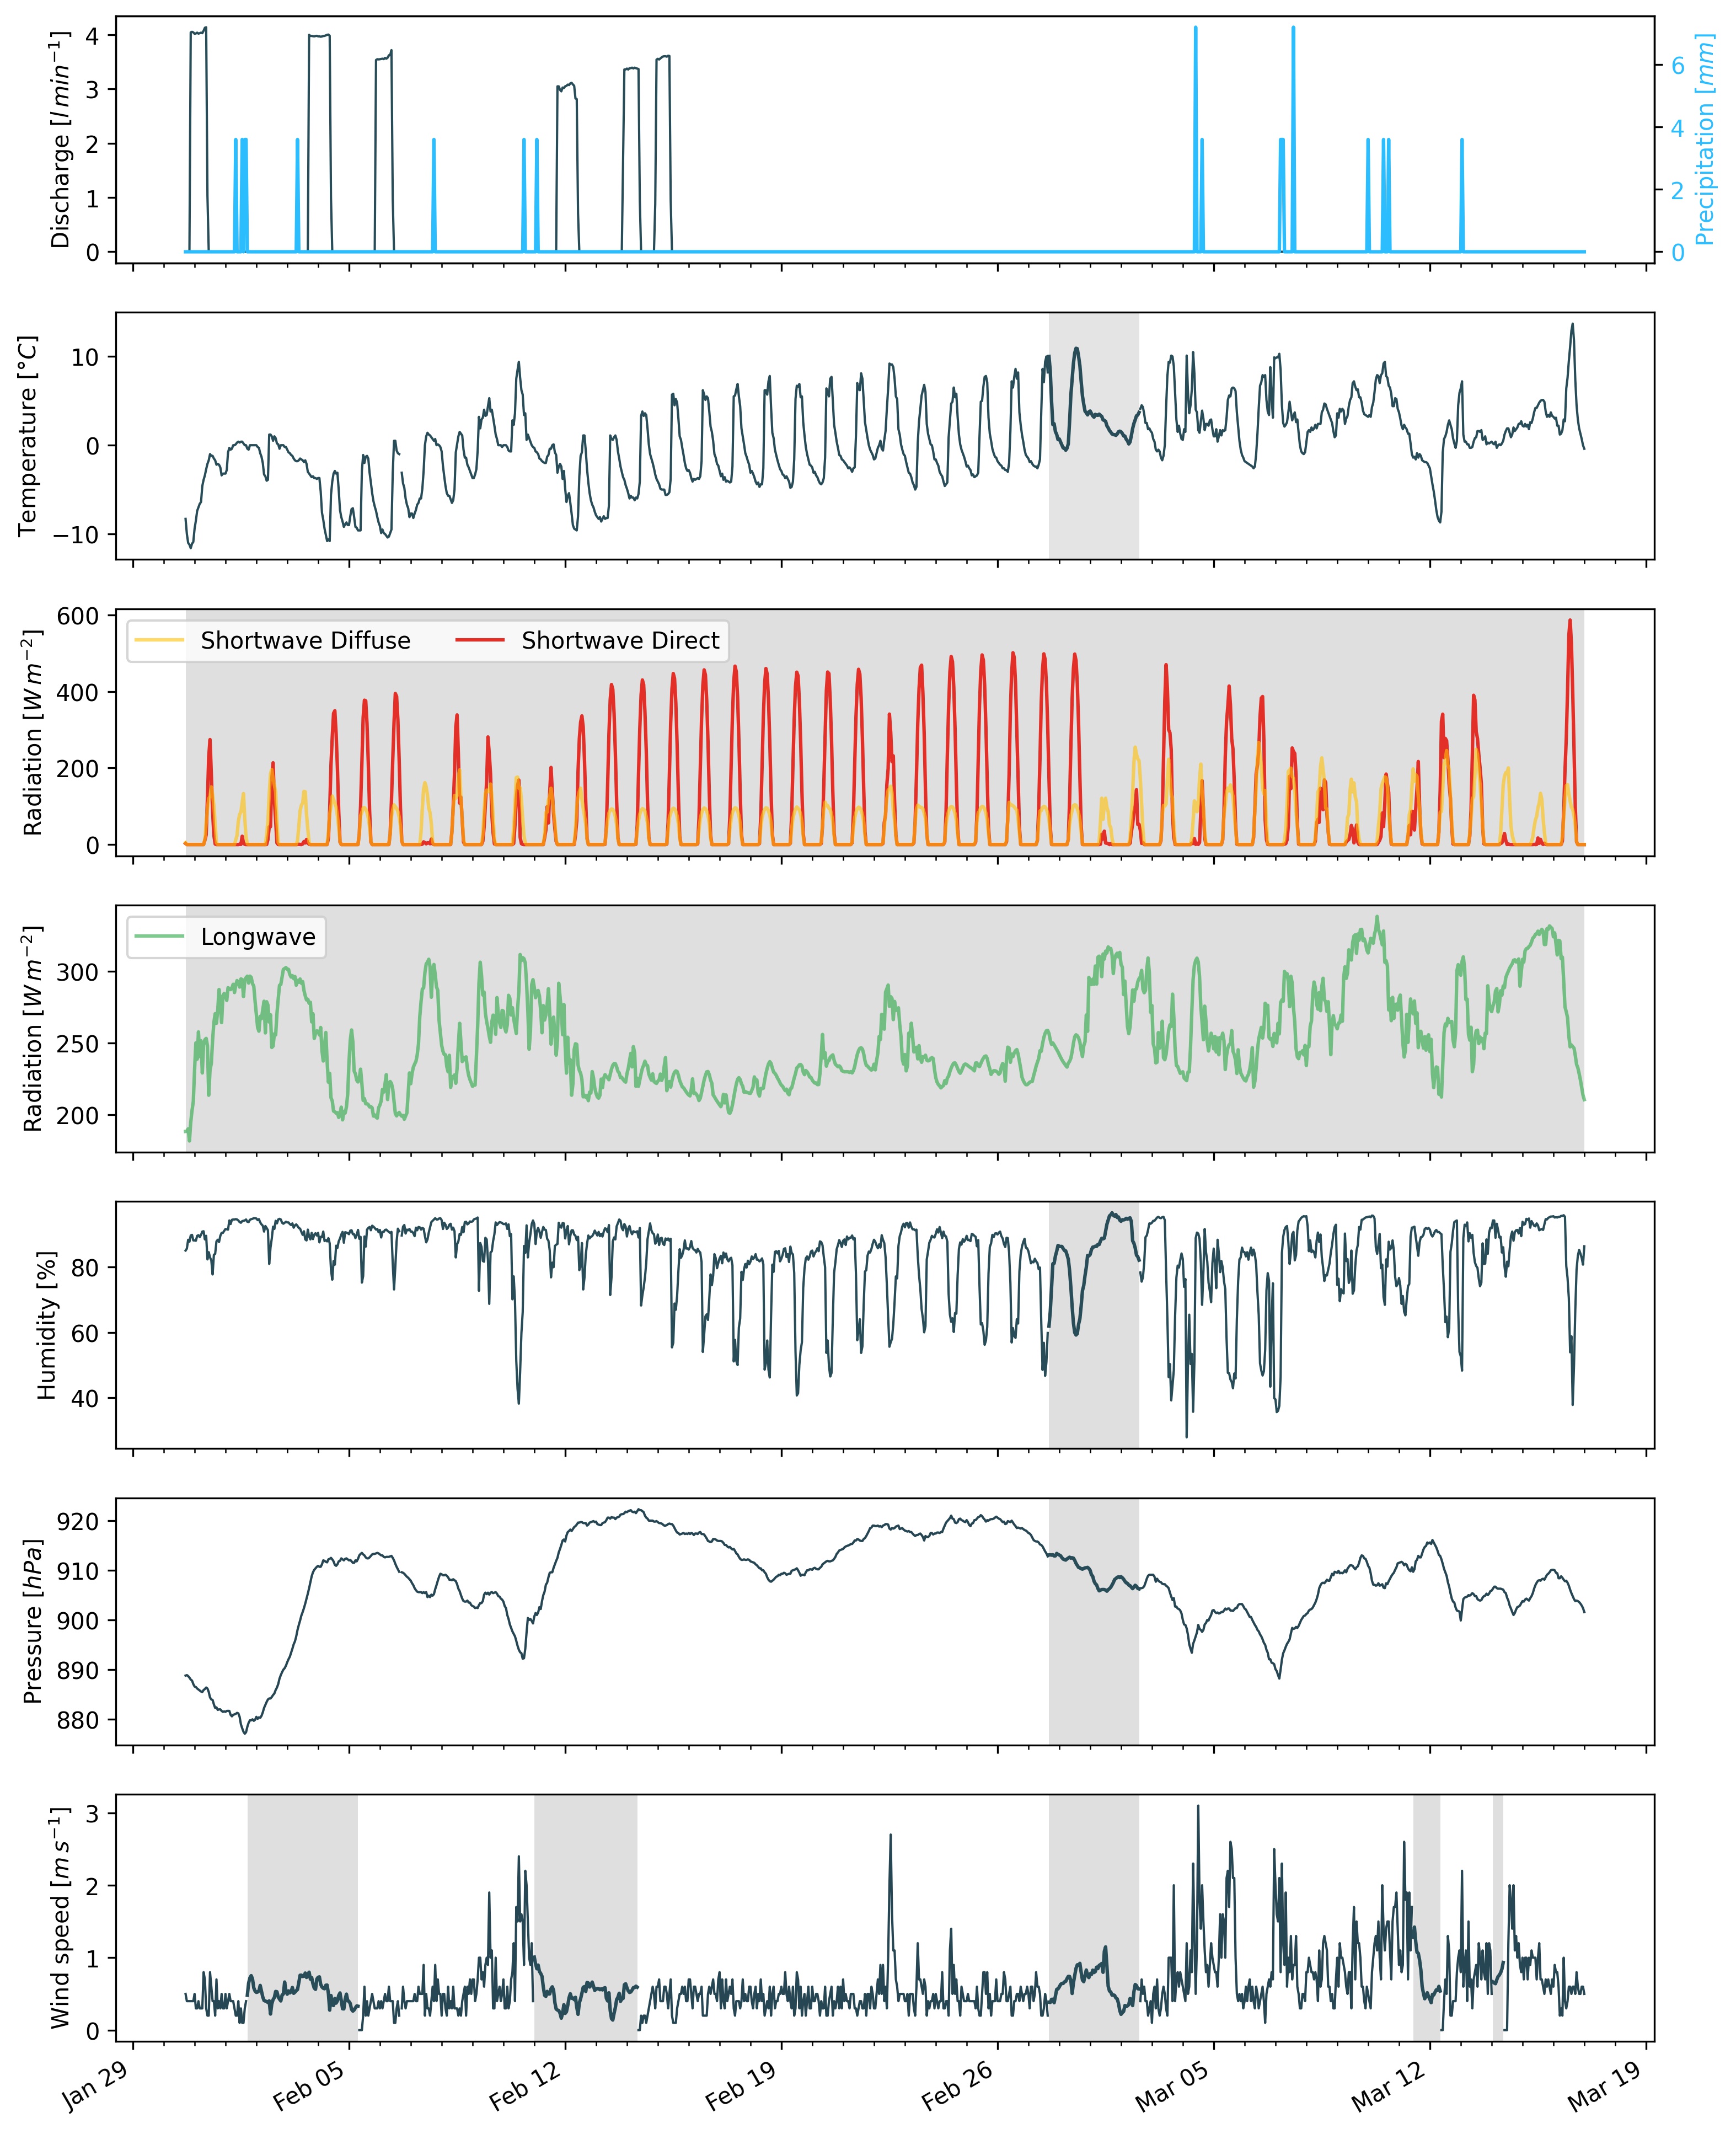 Discharge [l min⁻¹]
4
3
2
1
0
Precipitation [mm]
6
4
2
0
Temperature [°C]
10
0
−10
Radiation [W m⁻²]
600
400
200
0
Shortwave Diffuse
Shortwave Direct
Radiation [W m⁻²]
300
250
200
Longwave
Humidity [%]
80
60
40
Pressure [hPa]
920
910
900
890
880
Wind speed [m s⁻¹]
3
2
1
0
Jan 29
Feb 05
Feb 12
Feb 19
Feb 26
Mar 05
Mar 12
Mar 19